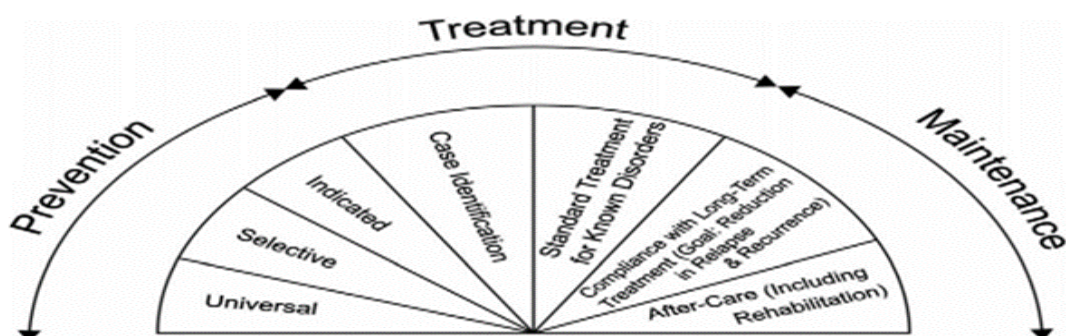 Treatment
Prevention
Maintenance
Universal
Selective
Indicated
Case Identification
Standard Treatment
for Known Disorders
Compliance with Long-Term
Treatment (Goal: Reduction
in Relapse
& Recurrence)
After-Care (Including
Rehabilitation)